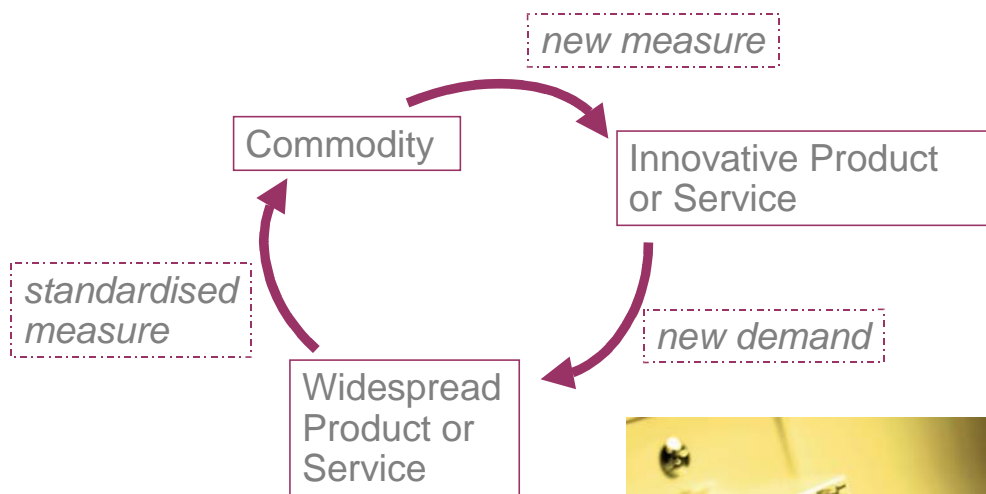 new measure
Commodity
Innovative Product
or Service
new demand
Widespread
Product or
Service
standardised
measure